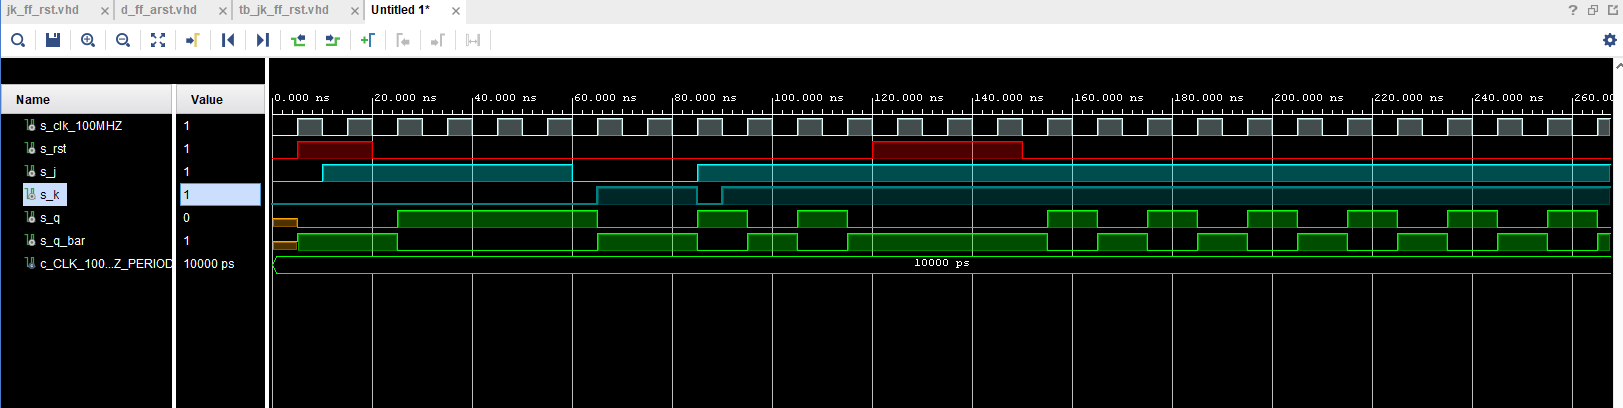 jk_ff_rst.vhd × d_ff_arst.vhd × tb_jk_ff_rst.vhd × Untitled 1* ×
?
Name Value
0.000 ns 20.000 ns 40.000 ns 60.000 ns 80.000 ns 100.000 ns 120.000 ns 140.000 ns 160.000 ns 180.000 ns 200.000 ns 220.000 ns 240.000 ns 260.0
s_clk_100MHZ 1
s_rst 1
s_j 1
s_k 1
s_q 0
s_q_bar 1
c_CLK_100...Z_PERIOD 10000 ps 10000 ps